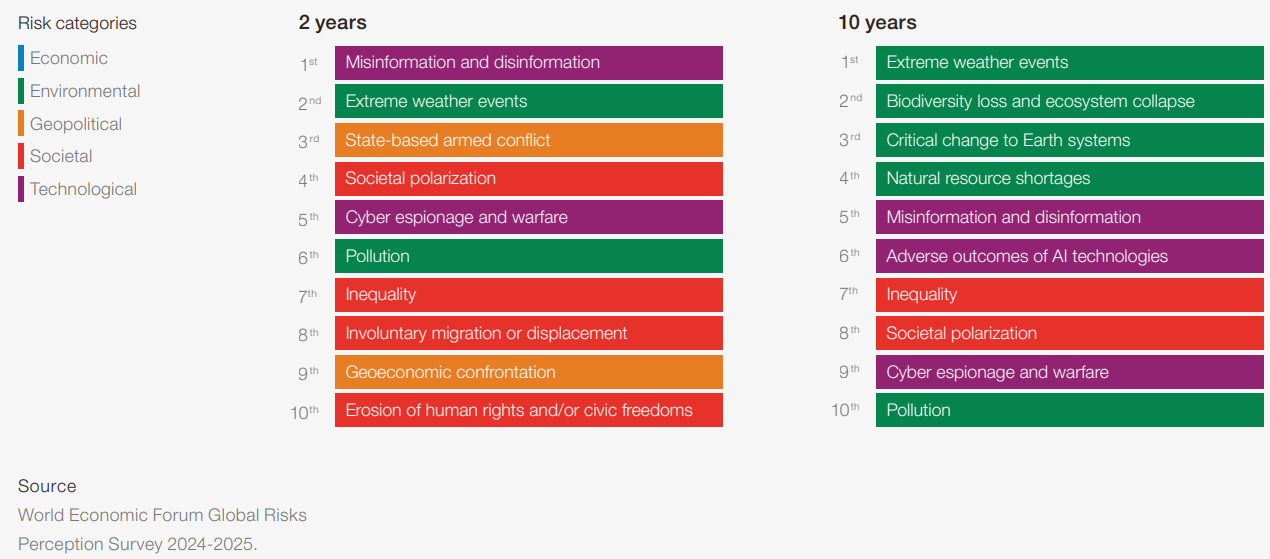 Risk categories
Economic
Environmental
Geopolitical
Societal
Technological
2 years
1st Misinformation and disinformation
2nd Extreme weather events
3rd State-based armed conflict
4th Societal polarization
5th Cyber espionage and warfare
6th Pollution
7th Inequality
8th Involuntary migration or displacement
9th Geoeconomic confrontation
10th Erosion of human rights and/or civic freedoms
10 years
1st Extreme weather events
2nd Biodiversity loss and ecosystem collapse
3rd Critical change to Earth systems
4th Natural resource shortages
5th Misinformation and disinformation
6th Adverse outcomes of AI technologies
7th Inequality
8th Societal polarization
9th Cyber espionage and warfare
10th Pollution
Source
World Economic Forum Global Risks
Perception Survey 2024-2025.